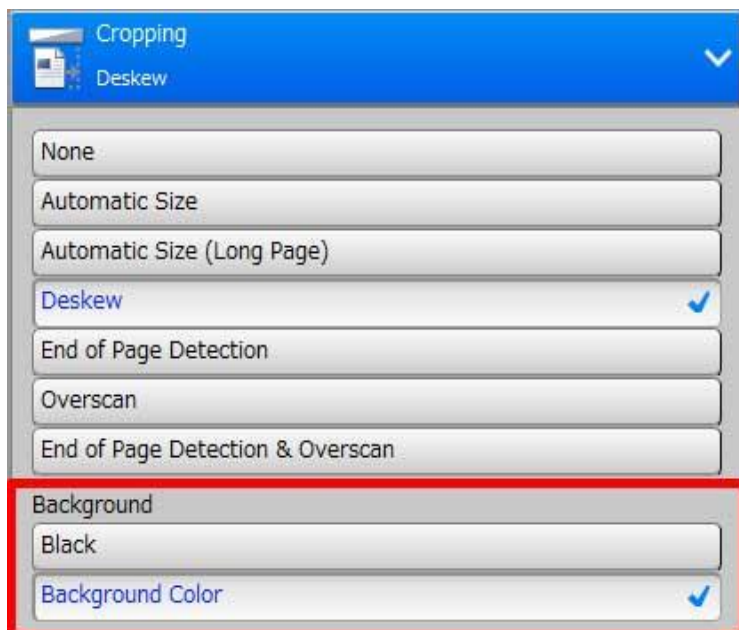 Cropping
Deskew
None
Automatic Size
Automatic Size (Long Page)
Deskew
End of Page Detection
Overscan
End of Page Detection & Overscan
Background
Black
Background Color